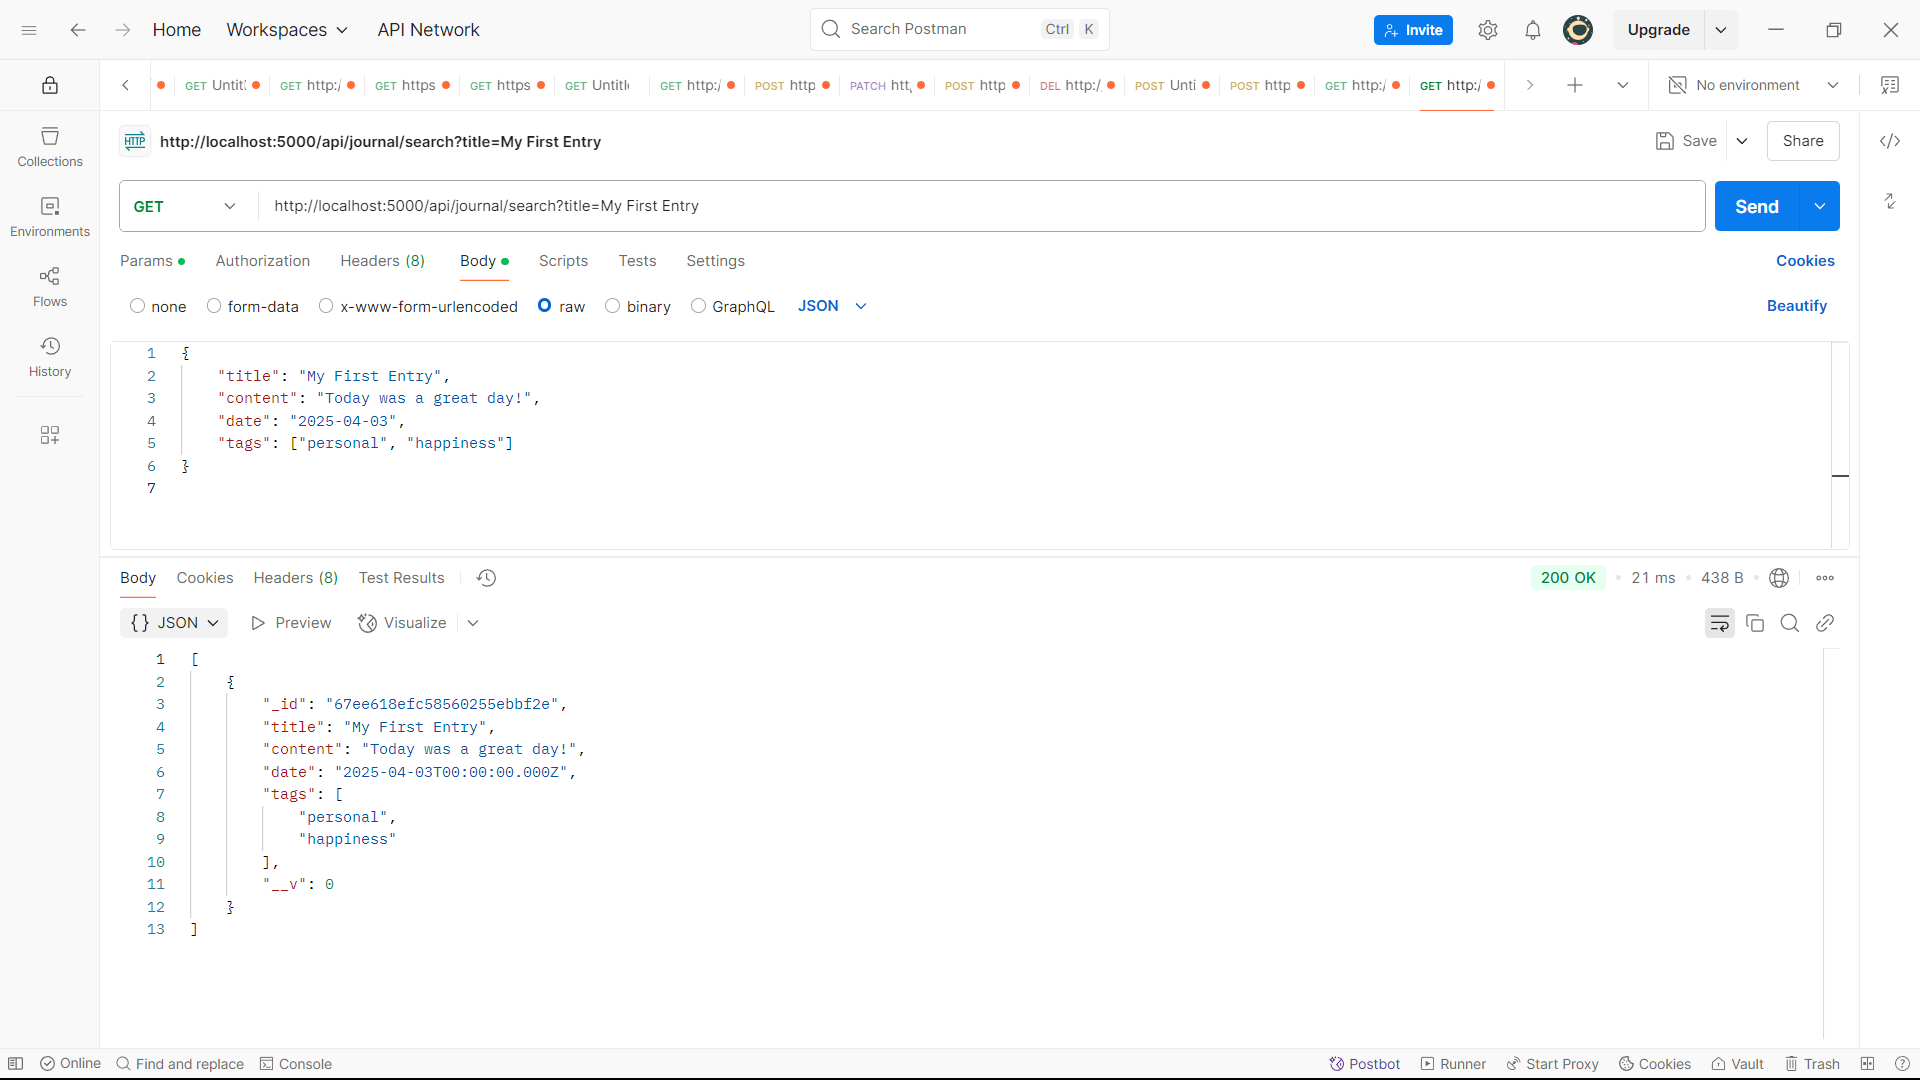 Home Workspaces API Network Search Postman Ctrl K Invite Upgrade
GET Untit GET http:/ GET https GET https GET Untitl GET http:/ POST http PATCH htt POST http DEL http:/ POST Unti POST http GET http:/ GET http:/ No environment
HTTP http://localhost:5000/api/journal/search?title=My First Entry Save Share
Collections
Environments
Flows
History
GET http://localhost:5000/api/journal/search?title=My First Entry Send
Params Authorization Headers (8) Body Scripts Tests Settings Cookies
none form-data x-www-form-urlencoded raw binary GraphQL JSON Beautify
1 {
2 "title": "My First Entry",
3 "content": "Today was a great day!",
4 "date": "2025-04-03",
5 "tags": ["personal", "happiness"]
6 }
7
Body Cookies Headers (8) Test Results 200 OK • 21 ms • 438 B •
{} JSON Preview Visualize
1 [
2 {
3 "_id": "67ee618efc58560255ebbf2e",
4 "title": "My First Entry",
5 "content": "Today was a great day!",
6 "date": "2025-04-03T00:00:00.000Z",
7 "tags": [
8 "personal",
9 "happiness"
10 ],
11 "__v": 0
12 }
13 ]
Online Find and replace Console Postbot Runner Start Proxy Cookies Vault Trash